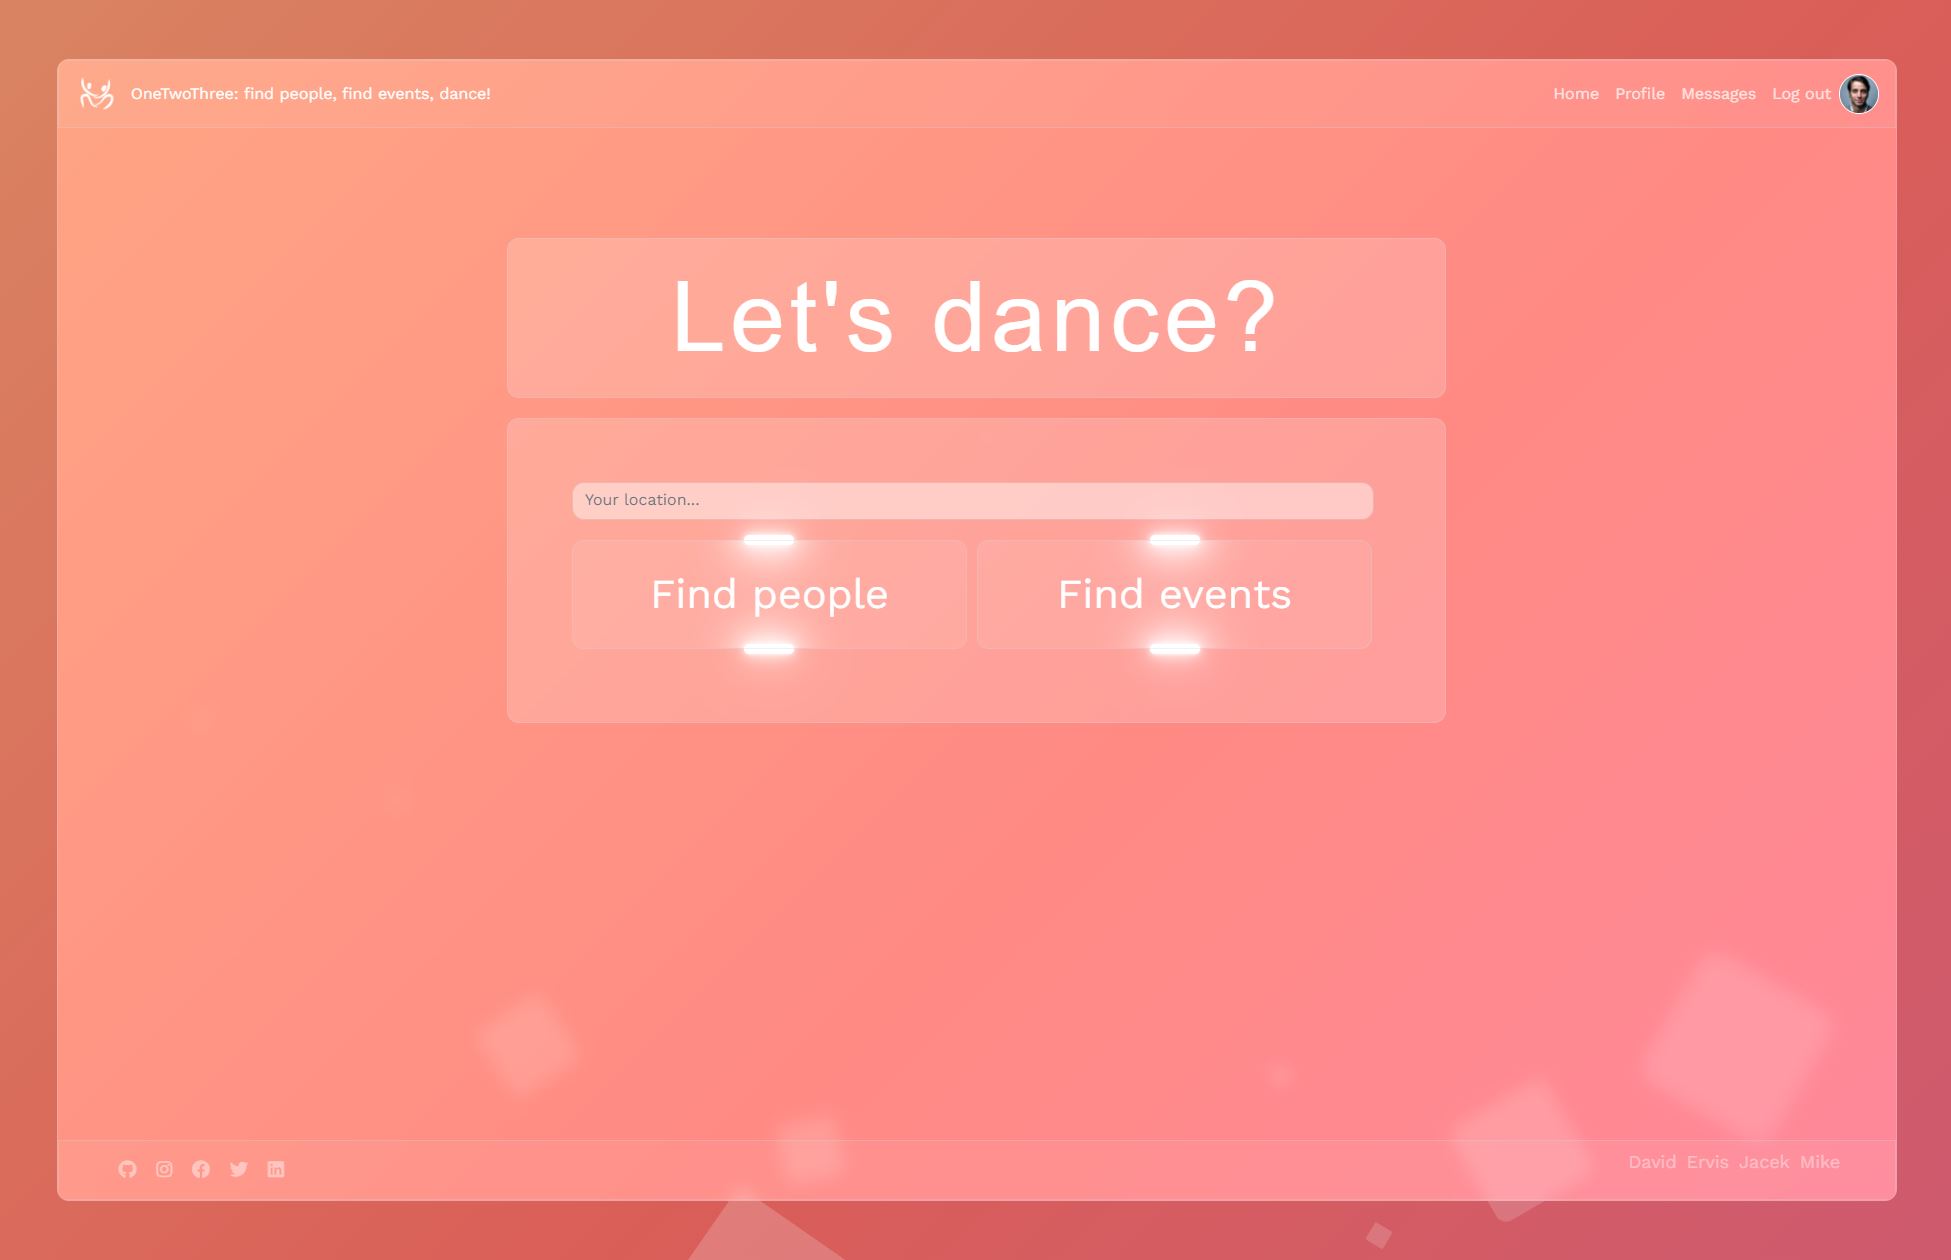 OneTwoThree: find people, find events, dance!
Home Profile Messages Log out
Let's dance?
Your location...
Find people
Find events
David Ervis Jacek Mike